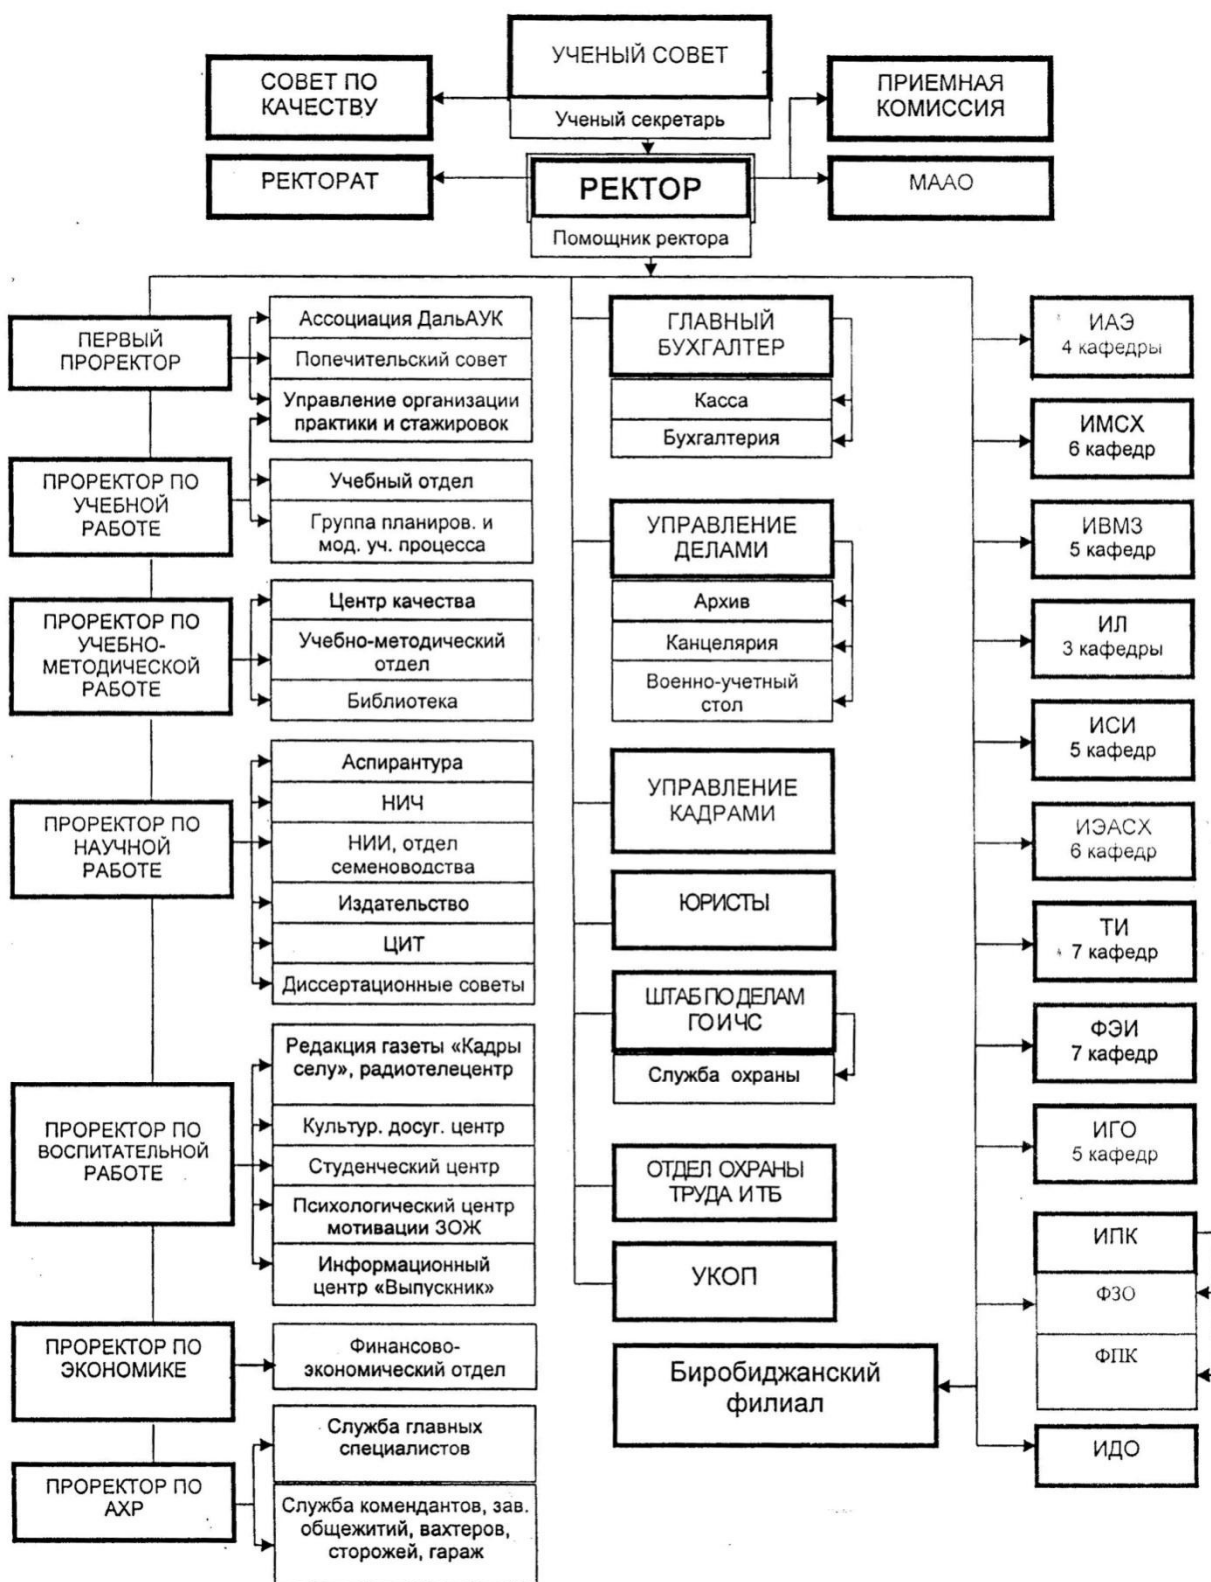 УЧЕНЫЙ СОВЕТ
Ученый секретарь
СОВЕТ ПО
КАЧЕСТВУ
ПРИЕМНАЯ
КОМИССИЯ
РЕКТОРАТ
РЕКТОР
Помощник ректора
МААО
ПЕРВЫЙ
ПРОРЕКТОР
Ассоциация ДальАУК
Попечительский совет
Управление организации
практики и стажировок
ПРОРЕКТОР ПО
УЧЕБНОЙ
РАБОТЕ
Учебный отдел
Группа планиров. и
мод. уч. процесса
ПРОРЕКТОР ПО
УЧЕБНО-
МЕТОДИЧЕСКОЙ
РАБОТЕ
Центр качества
Учебно-методический
отдел
Библиотека
ПРОРЕКТОР ПО
НАУЧНОЙ
РАБОТЕ
Аспирантура
НИЧ
НИИ, отдел
семеноводства
Издательство
ЦИТ
Диссертационные советы
ПРОРЕКТОР ПО
ВОСПИТАТЕЛЬНОЙ
РАБОТЕ
Редакция газеты «Кадры
селу», радиотелецентр
Культур. досуг. центр
Студенческий центр
Психологический центр
мотивации ЗОЖ
Информационный
центр «Выпускник»
ПРОРЕКТОР ПО
ЭКОНОМИКЕ
Финансово-
экономический отдел
ПРОРЕКТОР ПО
АХР
Служба главных
специалистов
Служба комендантов, зав.
общежитий, вахтеров,
сторожей, гараж
ГЛАВНЫЙ
БУХГАЛТЕР
Касса
Бухгалтерия
УПРАВЛЕНИЕ
ДЕЛАМИ
Архив
Канцелярия
Военно-учетный
стол
УПРАВЛЕНИЕ
КАДРАМИ
ЮРИСТЫ
ШТАБ ПО ДЕЛАМ
ГО И ЧС
Служба охраны
ОТДЕЛ ОХРАНЫ
ТРУДА И ТБ
УКОП
Биробиджанский
филиал
ИАЭ
4 кафедры
ИМСХ
6 кафедр
ИВМЗ
5 кафедр
ИЛ
3 кафедры
ИСИ
5 кафедр
ИЭАСХ
6 кафедр
ТИ
7 кафедр
ФЭИ
7 кафедр
ИГО
5 кафедр
ИПК
ФЗО
ФПК
ИДО